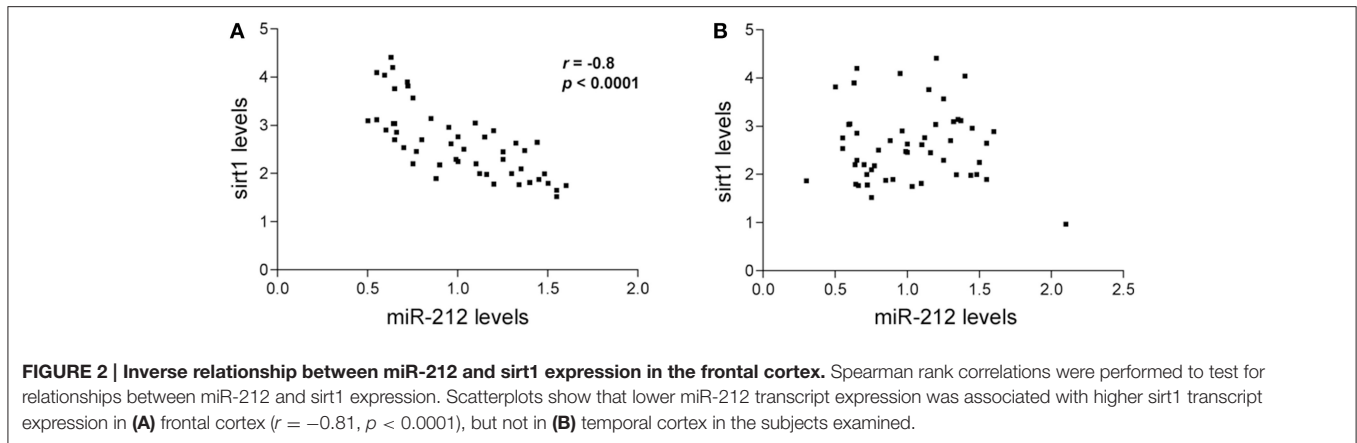 A
5
4
3
2
1
0
sirt1 levels
r = -0.8
p < 0.0001
0.0 0.5 1.0 1.5 2.0
miR-212 levels
B
5
4
3
2
1
0
sirt1 levels
0.0 0.5 1.0 1.5 2.0 2.5
miR-212 levels
FIGURE 2 | Inverse relationship between miR-212 and sirt1 expression in the frontal cortex. Spearman rank correlations were performed to test for
relationships between miR-212 and sirt1 expression. Scatterplots show that lower miR-212 transcript expression was associated with higher sirt1 transcript
expression in (A) frontal cortex (r = −0.81, p < 0.0001), but not in (B) temporal cortex in the subjects examined.